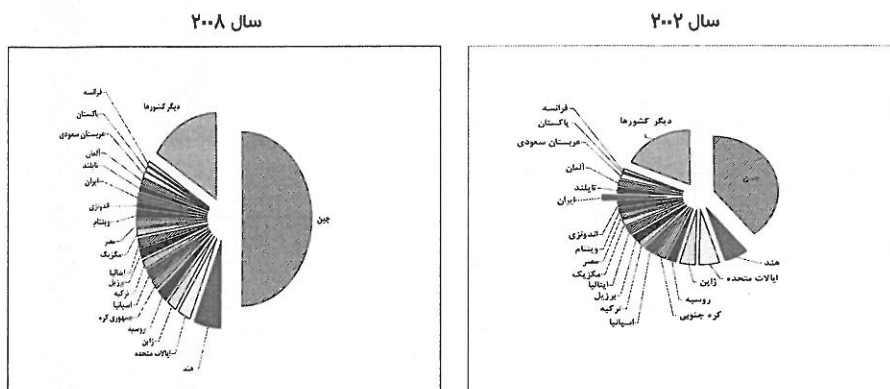 سال ۲۰۰۸
سال ۲۰۰۲
فرانسه
دیگر کشورها
پاکستان
عربستان سعودی
آلمان
تایلند
ایران
چین
اندونزی
ویتنام
مصر
مکزیک
ایتالیا
برزیل
ترکیه
اسپانیا
جمهوری کره
روسیه
ژاپن
ایالات متحده
هند
فرانسه
دیگر کشورها
پاکستان
عربستان سعودی
آلمان
چین
تایلند
ایران
اندونزی
ویتنام
مصر
مکزیک
ایتالیا
برزیل
ترکیه
اسپانیا
کره جنوبی
روسیه
ژاپن
ایالات متحده
هند